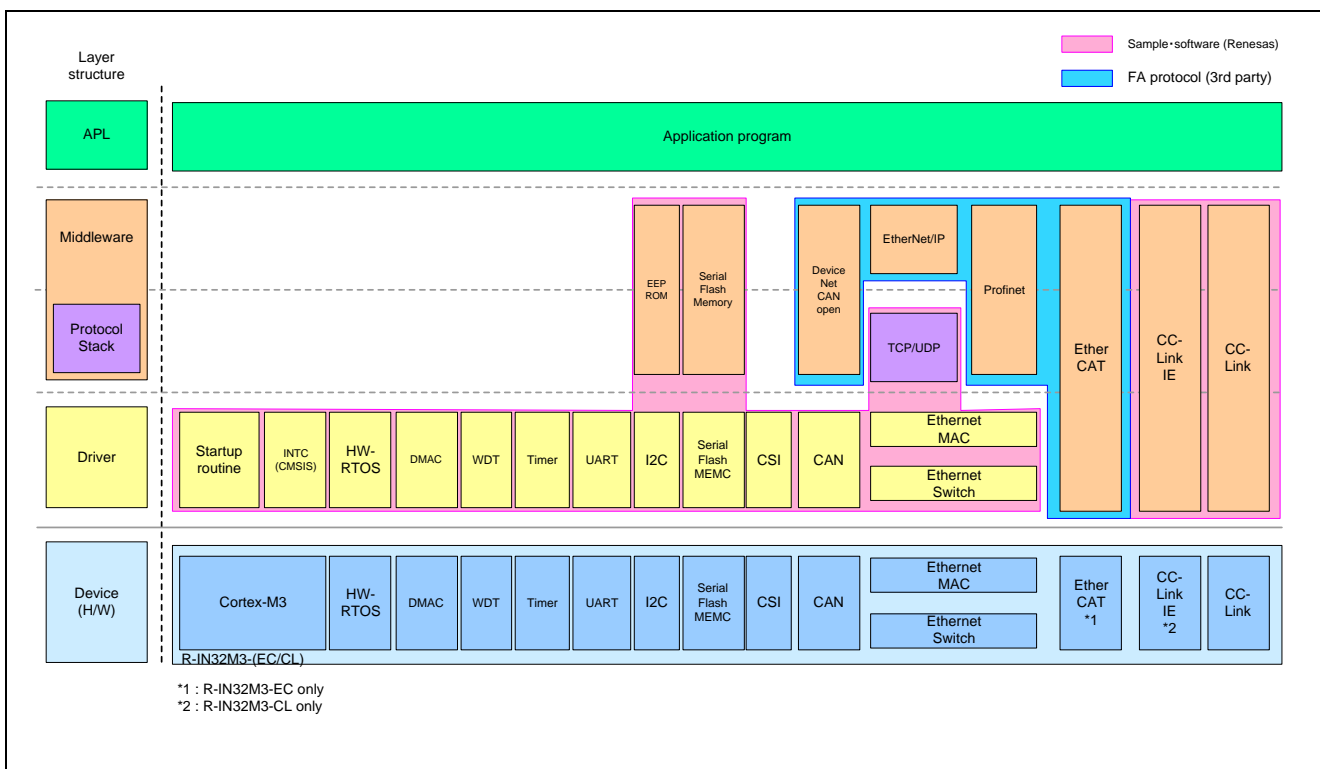 Layer
structure
Sample・software (Renesas)
FA protocol (3rd party)
APL
Application program
Middleware
Protocol
Stack
EEP
ROM
Serial
Flash
Memory
Device
Net
CAN
open
EtherNet/IP
TCP/UDP
Profinet
Ether
CAT
CC-
Link
IE
CC-
Link
Driver
Startup
routine
INTC
(CMSIS)
HW-
RTOS
DMAC
WDT
Timer
UART
I2C
Serial
Flash
MEMC
CSI
CAN
Ethernet
MAC
Ethernet
Switch
Device
(H/W)
Cortex-M3
HW-
RTOS
DMAC
WDT
Timer
UART
I2C
Serial
Flash
MEMC
CSI
CAN
Ethernet
MAC
Ethernet
Switch
Ether
CAT
*1
CC-
Link
IE
*2
CC-
Link
R-IN32M3-(EC/CL)
*1 : R-IN32M3-EC only
*2 : R-IN32M3-CL only